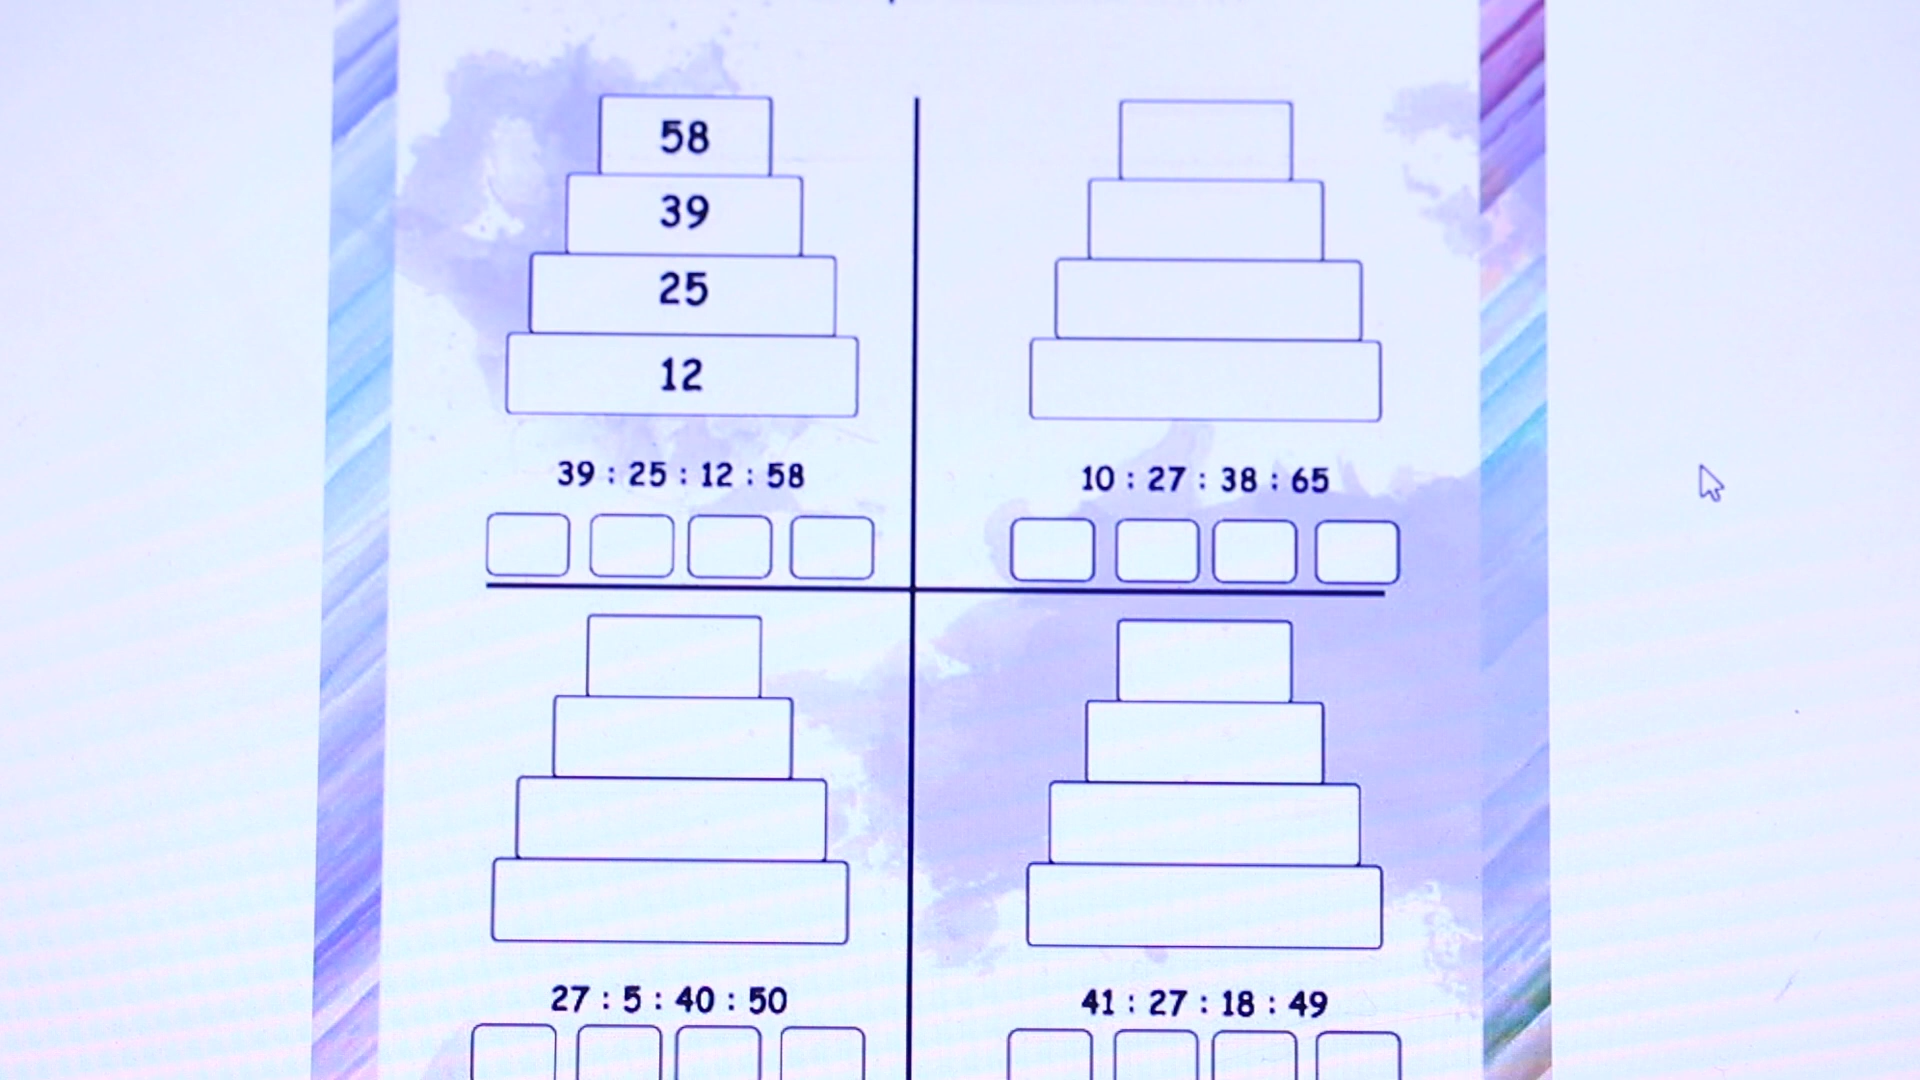 58
39
25
12
39 : 25 : 12 : 58
10 : 27 : 38 : 65
27 : 5 : 40 : 50
41 : 27 : 18 : 49